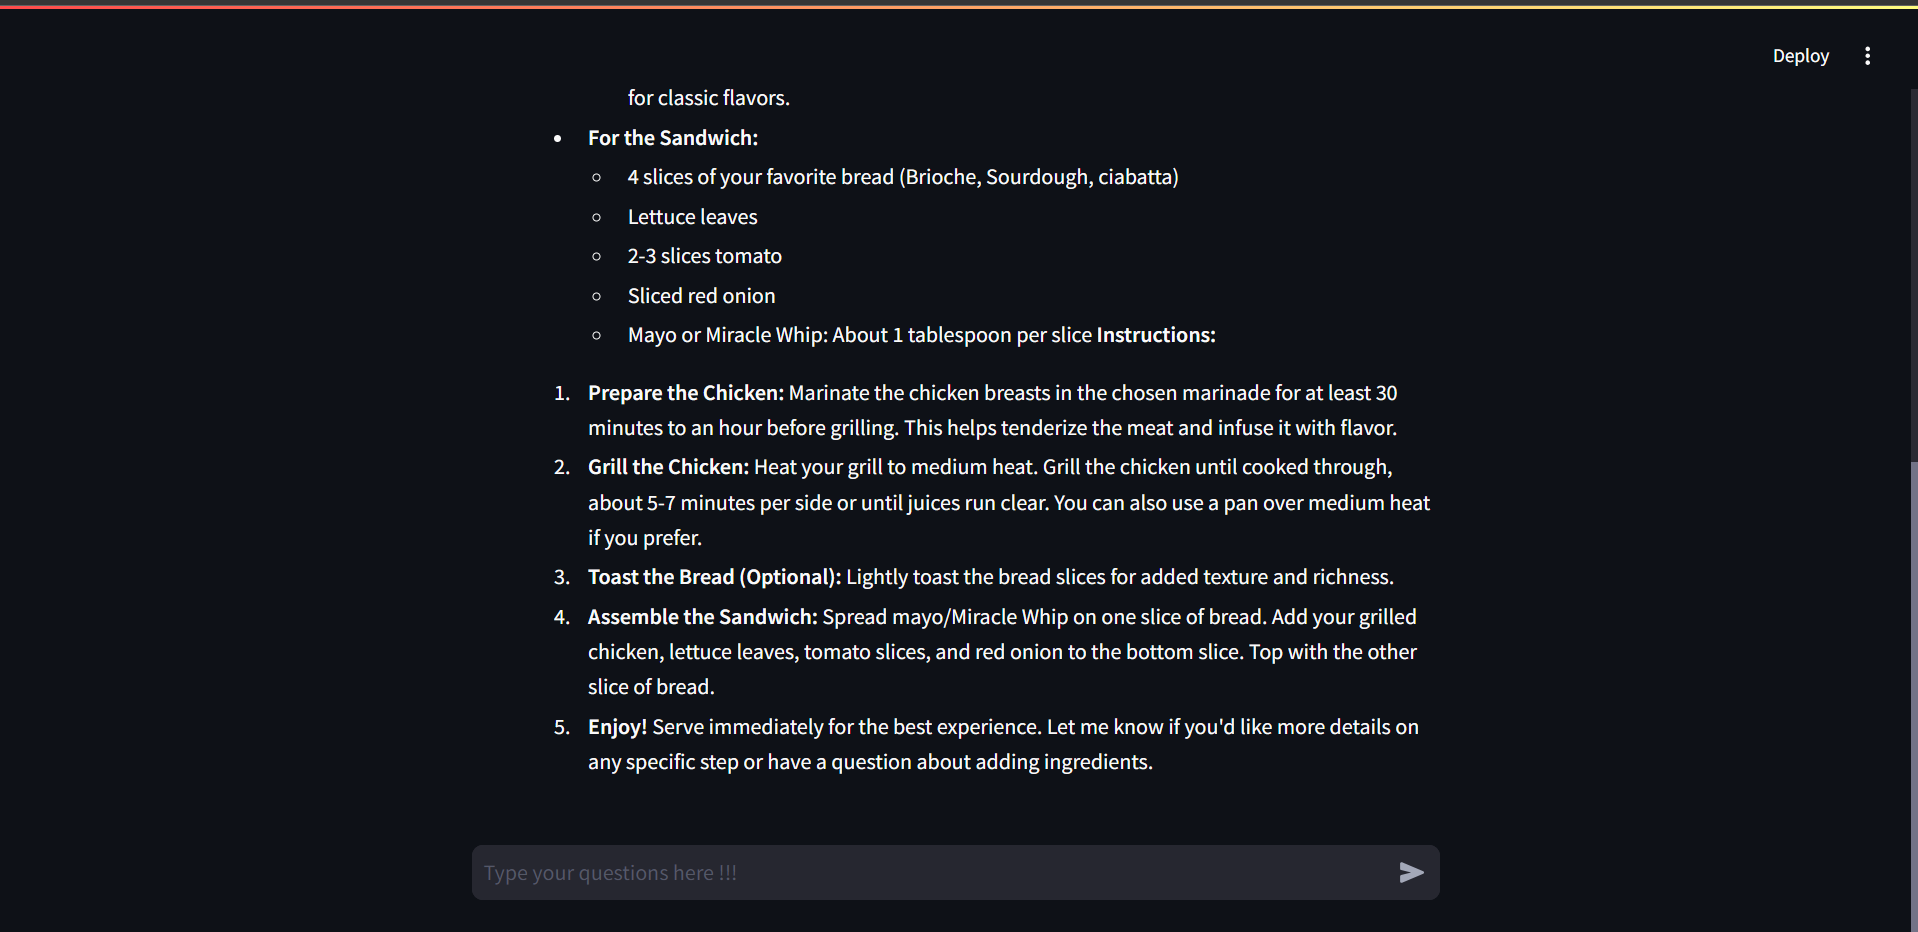 Deploy
for classic flavors.
For the Sandwich:
4 slices of your favorite bread (Brioche, Sourdough, ciabatta)
Lettuce leaves
2-3 slices tomato
Sliced red onion
Mayo or Miracle Whip: About 1 tablespoon per slice Instructions:
1. Prepare the Chicken: Marinate the chicken breasts in the chosen marinade for at least 30
minutes to an hour before grilling. This helps tenderize the meat and infuse it with flavor.
2. Grill the Chicken: Heat your grill to medium heat. Grill the chicken until cooked through,
about 5-7 minutes per side or until juices run clear. You can also use a pan over medium heat
if you prefer.
3. Toast the Bread (Optional): Lightly toast the bread slices for added texture and richness.
4. Assemble the Sandwich: Spread mayo/Miracle Whip on one slice of bread. Add your grilled
chicken, lettuce leaves, tomato slices, and red onion to the bottom slice. Top with the other
slice of bread.
5. Enjoy! Serve immediately for the best experience. Let me know if you'd like more details on
any specific step or have a question about adding ingredients.
Type your questions here !!!